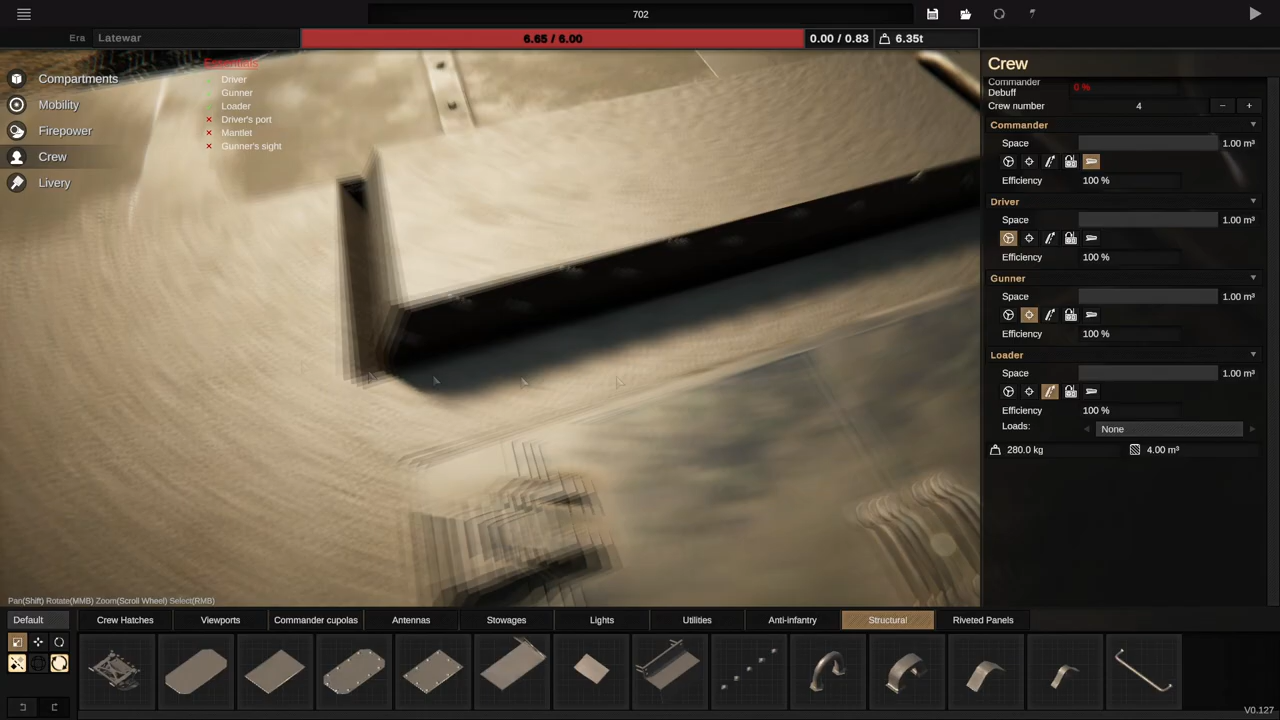 702
Era Latewar 6.65 / 6.00 0.00 / 0.83 6.35t
Compartments
Mobility
Firepower
Crew
Livery
Essentials
Driver
Gunner
Loader
Driver's port
Mantlet
Gunner's sight
Crew
Commander Debuff 0 %
Crew number 4 − +
Commander
Space 1.00 m³
Efficiency 100 %
Driver
Space 1.00 m³
Efficiency 100 %
Gunner
Space 1.00 m³
Efficiency 100 %
Loader
Space 1.00 m³
Efficiency 100 %
Loads: None
280.0 kg 4.00 m³
Pan(Shift) Rotate(MMB) Zoom(Scroll Wheel) Select(RMB)
Default Crew Hatches Viewports Commander cupolas Antennas Stowages Lights Utilities Anti-infantry Structural Riveted Panels
V0.127